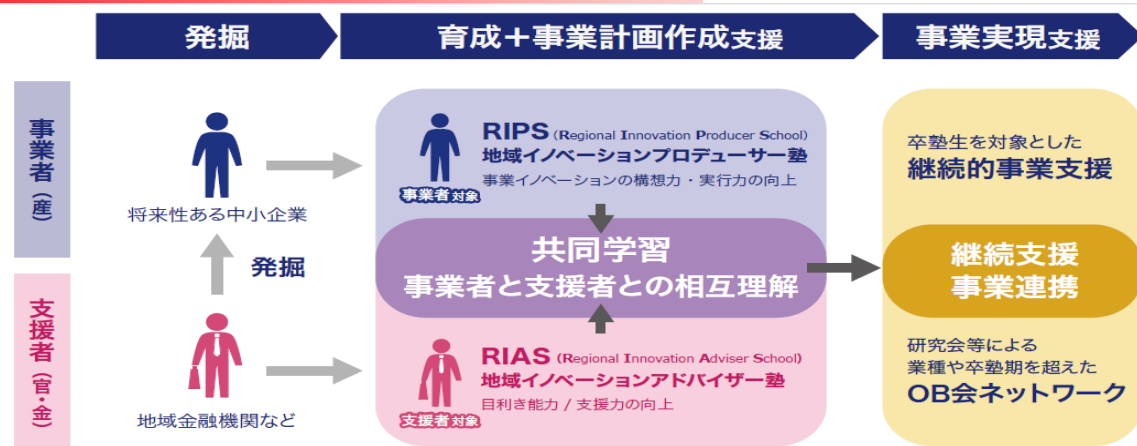 発掘
育成＋事業計画作成支援
事業実現支援
事業者（産）
将来性ある中小企業
発掘
支援者（官・金）
地域金融機関など
RIPS (Regional Innovation Producer School)
地域イノベーションプロデューサー塾
事業イノベーションの構想力・実行力の向上
事業者対象
共同学習
事業者と支援者との相互理解
RIAS (Regional Innovation Adviser School)
地域イノベーションアドバイザー塾
目利き能力 / 支援力の向上
支援者対象
卒塾生を対象とした
継続的事業支援
継続支援
事業連携
研究会等による
業種や卒塾期を超えた
OB会ネットワーク